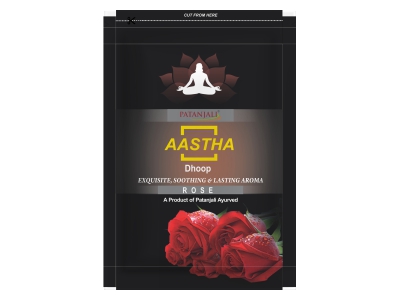 CUT FROM HERE
PATANJALI®
AASTHA
Dhoop
EXQUISITE, SOOTHING & LASTING AROMA
ROSE
A Product of Patanjali Ayurved